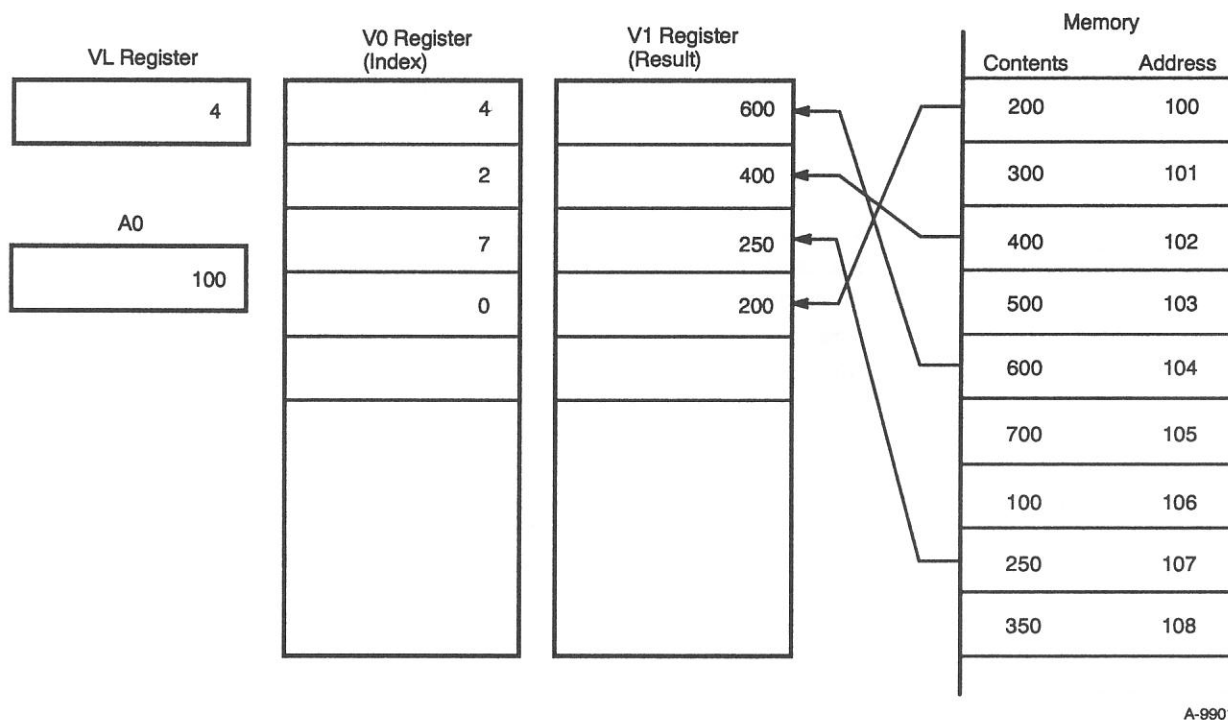 Memory
VL Register
V0 Register
(Index)
V1 Register
(Result)
Contents Address
4
4
600
200 100
2
400
300 101
A0
100
7
250
400 102
0
200
500 103
600 104
700 105
100 106
250 107
350 108
A-990